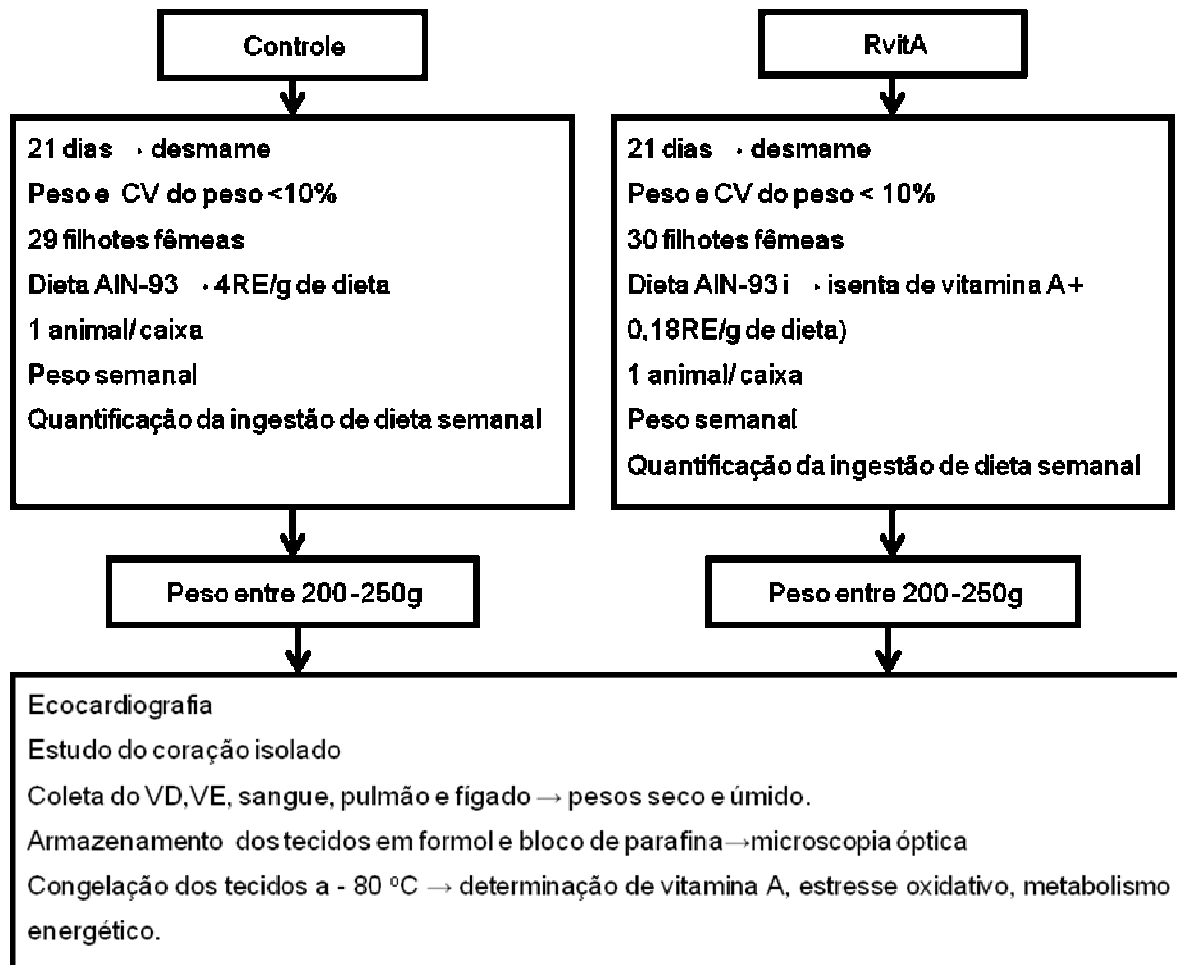 Controle
21 dias → desmame
Peso e CV do peso <10%
29 filhotes fêmeas
Dieta AIN-93 → 4RE/g de dieta
1 animal/caixa
Peso semanal
Quantificação da ingestão de dieta semanal
Peso entre 200-250g
RvitA
21 dias → desmame
Peso e CV do peso < 10%
30 filhotes fêmeas
Dieta AIN-93 i → isenta de vitamina A+
0,18RE/g de dieta)
1 animal/caixa
Peso semanal
Quantificação da ingestão de dieta semanal
Peso entre 200-250g
Ecocardiografia
Estudo do coração isolado
Coleta do VD,VE, sangue, pulmão e fígado → pesos seco e úmido.
Armazenamento dos tecidos em formol e bloco de parafina→microscopia óptica
Congelação dos tecidos a - 80 ºC → determinação de vitamina A, estresse oxidativo, metabolismo
energético.